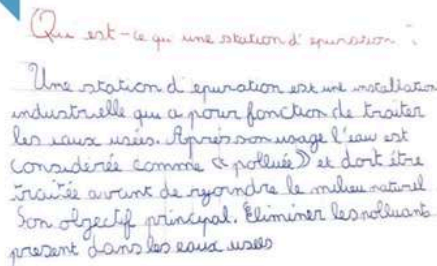 Qu est-ce qu une station d'epuration :
Une station d'epuration est une installation
industrielle qui a pour fonction de traiter
les eaux usées. Après son usage l'eau est
considérée comme « polluée » et doit être
traitée avant de rejoindre le milieu naturel
Son objectif principal. Eliminer les polluants
present dans les eaux usées